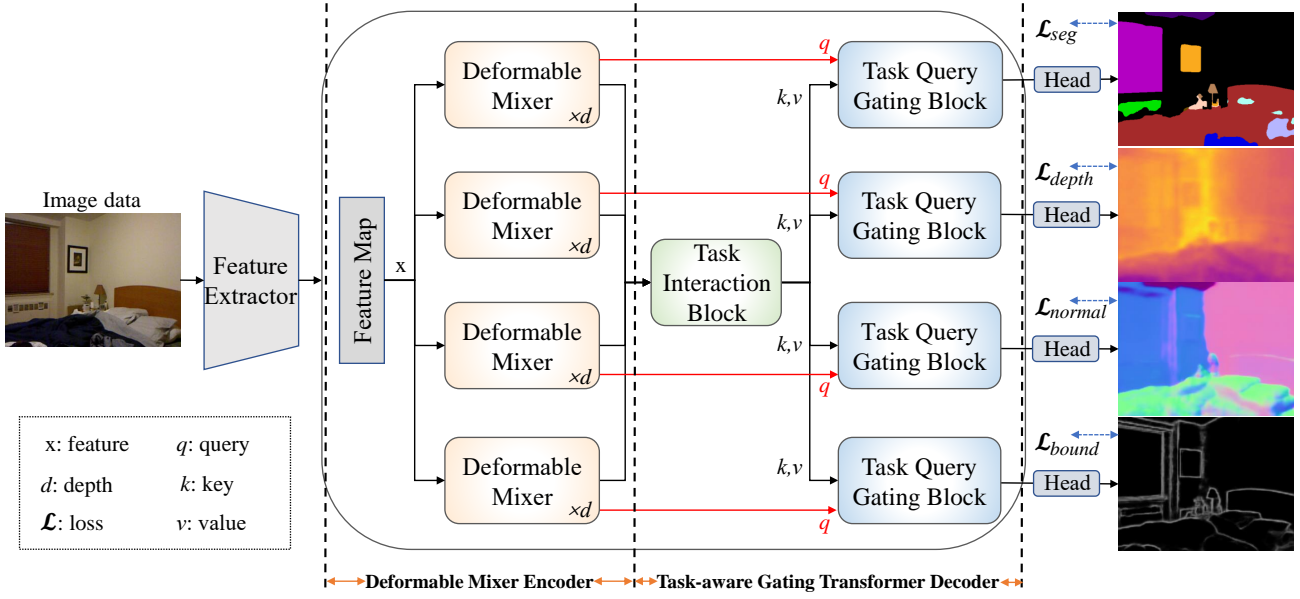 Image data
Feature
Extractor
Feature Map
x
Deformable
Mixer
×d
Deformable
Mixer
×d
Deformable
Mixer
×d
Deformable
Mixer
×d
Task
Interaction
Block
q
k,v
Task Query
Gating Block
q
k,v
Task Query
Gating Block
k,v
q
Task Query
Gating Block
k,v
q
Task Query
Gating Block
ℒseg
Head
ℒdepth
Head
ℒnormal
Head
ℒbound
Head
x: feature q: query
d: depth k: key
ℒ: loss v: value
Deformable Mixer Encoder
Task-aware Gating Transformer Decoder